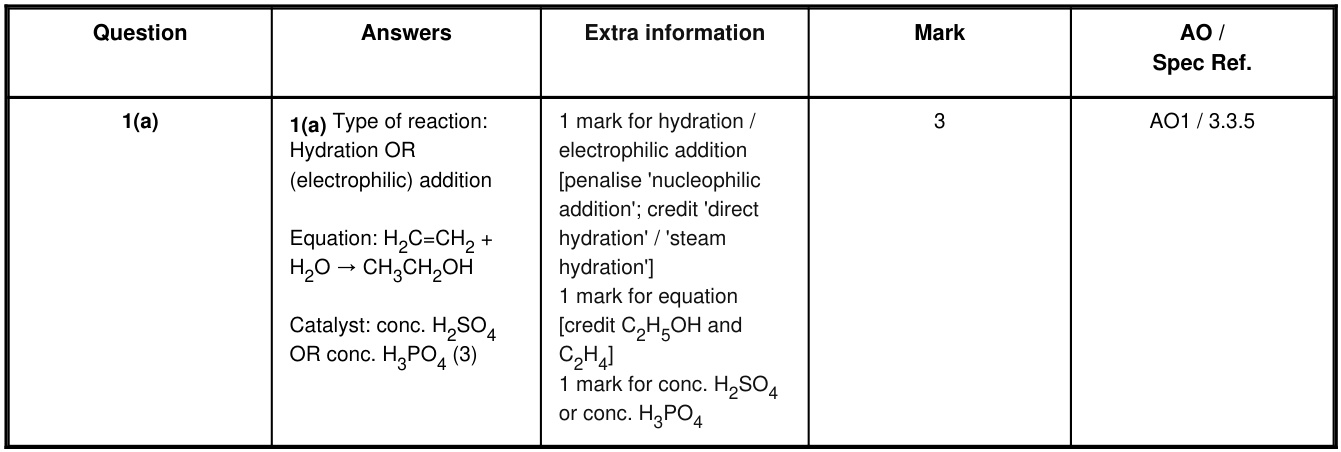 Question
Answers
Extra information
Mark
AO /
Spec Ref.
1(a)
1(a) Type of reaction:
Hydration OR
(electrophilic) addition
Equation: H₂C=CH₂ +
H₂O → CH₃CH₂OH
Catalyst: conc. H₂SO₄
OR conc. H₃PO₄ (3)
1 mark for hydration /
electrophilic addition
[penalise 'nucleophilic
addition'; credit 'direct
hydration' / 'steam
hydration']
1 mark for equation
[credit C₂H₅OH and
C₂H₄]
1 mark for conc. H₂SO₄
or conc. H₃PO₄
3
AO1 / 3.3.5